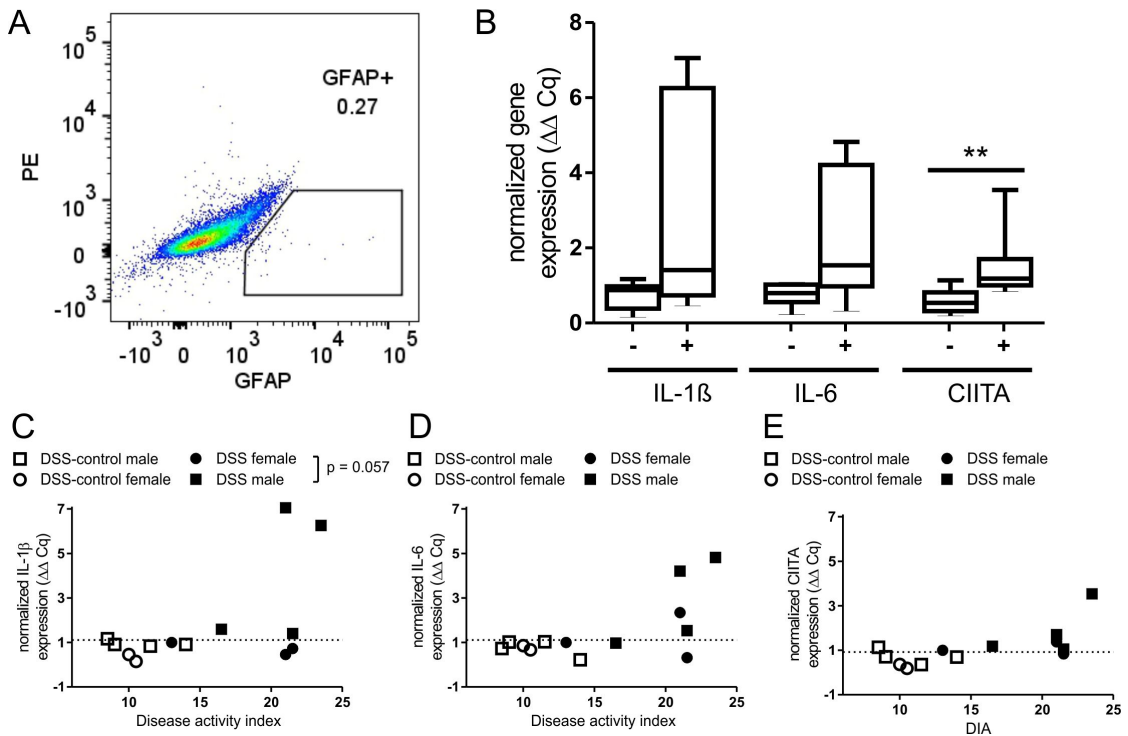 A
10^5
10^4
10^3
0
-10^3
PE
GFAP+
0.27
-10^3 0 10^3 10^4 10^5
GFAP
B
normalized gene
expression (ΔΔ Cq)
8
6
4
2
0
**
- + - + - +
IL-1ß IL-6 CIITA
C
DSS-control male DSS female
DSS-control female DSS male
p = 0.057
normalized IL-1β
expression (ΔΔ Cq)
7
5
3
1
-1
10 15 20 25
Disease activity index
D
DSS-control male DSS female
DSS-control female DSS male
normalized IL-6
expression (ΔΔ Cq)
7
5
3
1
-1
10 15 20 25
Disease activity index
E
DSS-control male DSS female
DSS-control female DSS male
normalized CIITA
expression (ΔΔ Cq)
7
5
3
1
-1
10 15 20 25
DIA